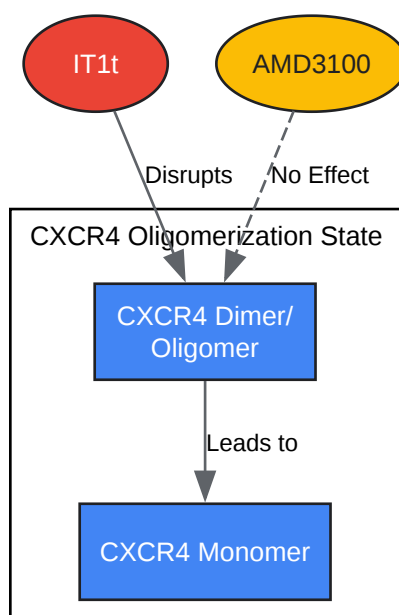 IT1t
AMD3100
Disrupts
No Effect
CXCR4 Oligomerization State
CXCR4 Dimer/
Oligomer
Leads to
CXCR4 Monomer